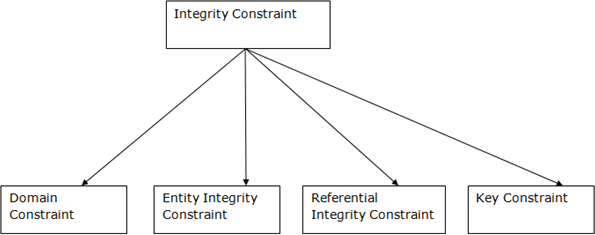 Integrity Constraint
Domain
Constraint
Entity Integrity
Constraint
Referential
Integrity Constraint
Key Constraint